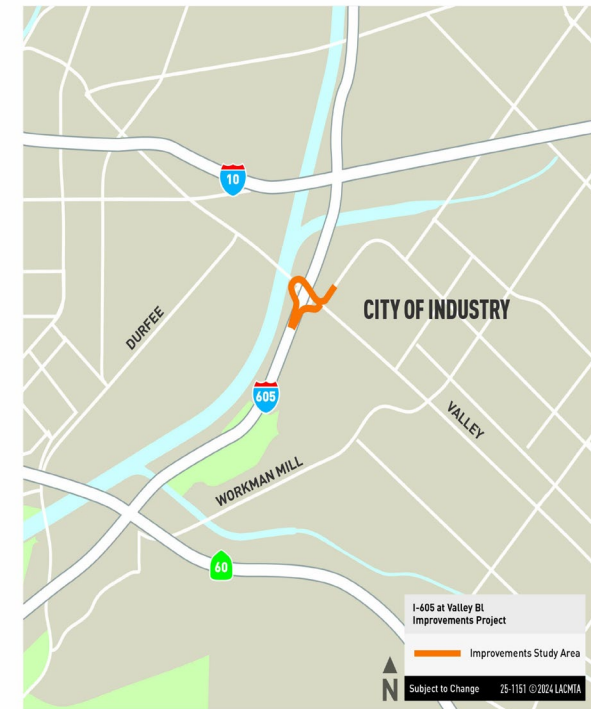 10
CITY OF INDUSTRY
DURFEE
605
VALLEY
WORKMAN MILL
60
I-605 at Valley Bl
Improvements Project
Improvements Study Area
N
Subject to Change 25-1151 ©2024 LACMTA